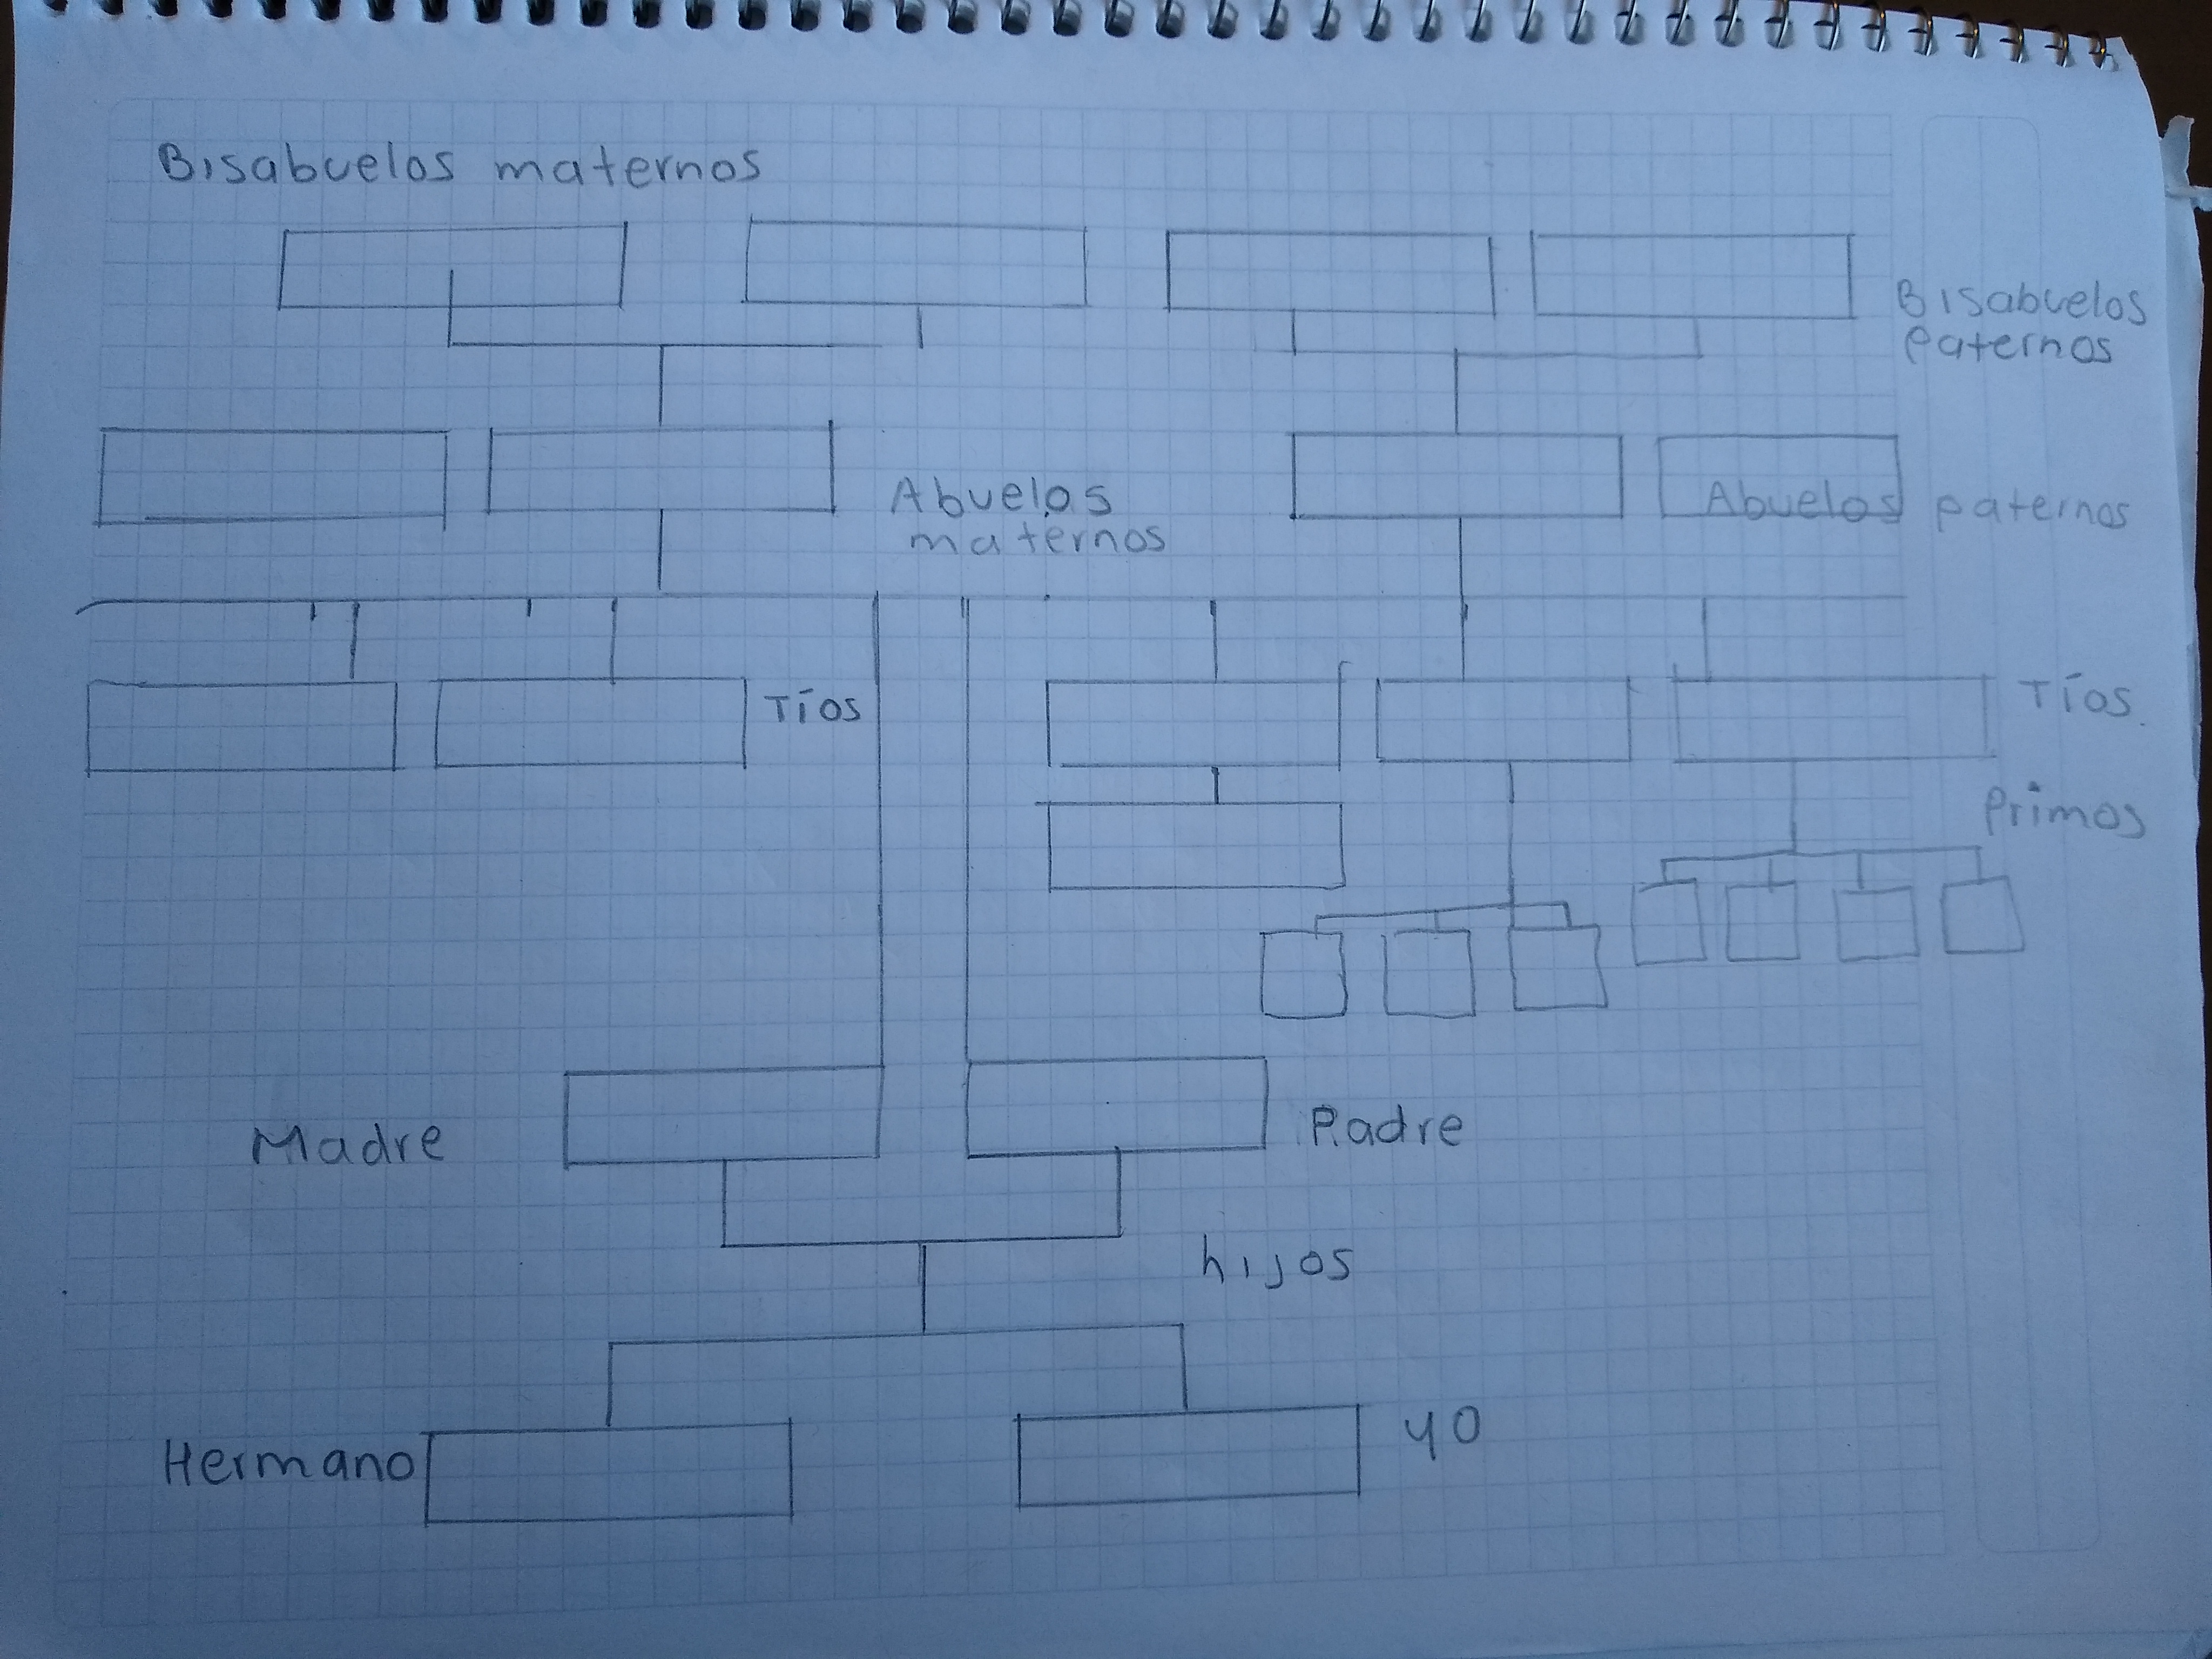 Bisabuelos maternos
Bisabuelos
paternos
Abuelos
maternos
Abuelos paternos
Tíos
Tíos.
Primos
Madre
Padre
hijos
Hermano
yo